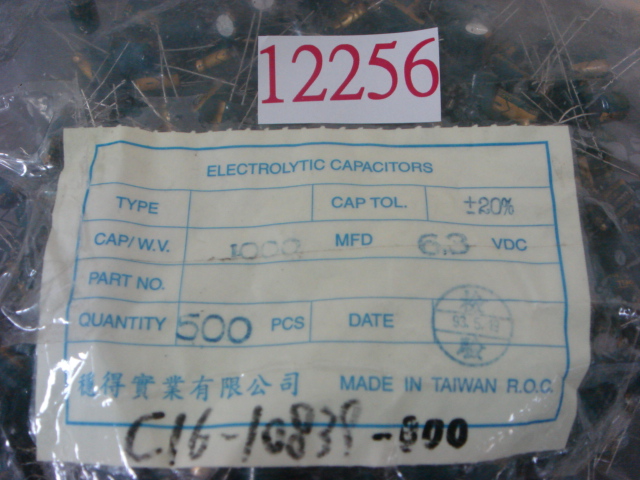 12256
ELECTROLYTIC CAPACITORS
TYPE CAP TOL. ±20%
CAP/W.V. 1000 MFD 6.3 VDC
PART NO.
QUANTITY 500 PCS DATE
得實業有限公司 MADE IN TAIWAN R.O.C.
C16-10839-800